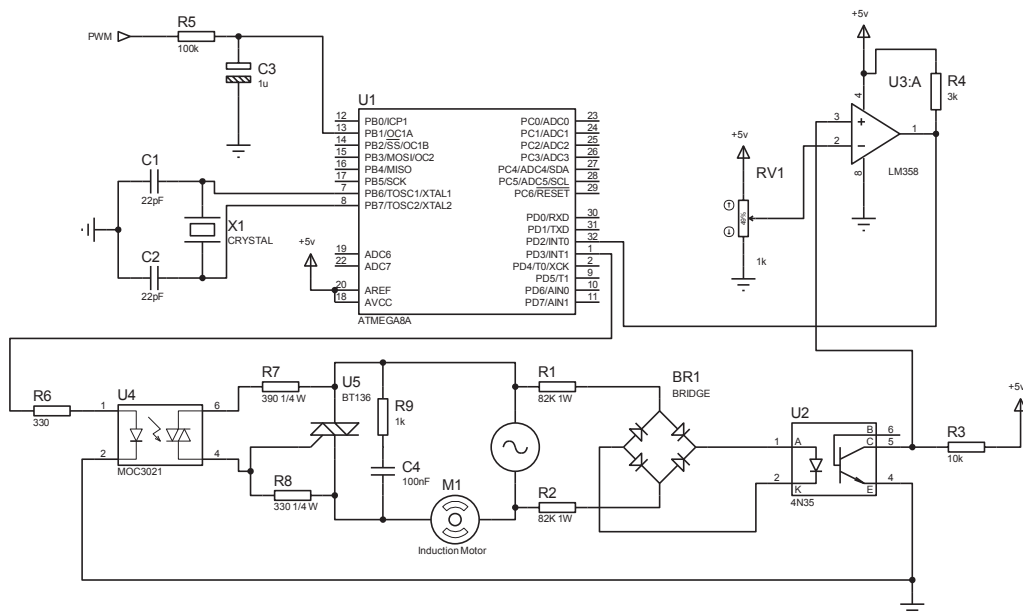 PWM
R5
100k
C3
1u
U1
12 PB0/ICP1
13 PB1/OC1A
14 PB2/SS/OC1B
15 PB3/MOSI/OC2
16 PB4/MISO
17 PB5/SCK
7 PB6/TOSC1/XTAL1
8 PB7/TOSC2/XTAL2
19 ADC6
22 ADC7
20 AREF
18 AVCC
PC0/ADC0 23
PC1/ADC1 24
PC2/ADC2 25
PC3/ADC3 26
PC4/ADC4/SDA 27
PC5/ADC5/SCL 28
PC6/RESET 29
PD0/RXD 30
PD1/TXD 31
PD2/INT0 32
PD3/INT1 1
PD4/T0/XCK 2
PD5/T1 9
PD6/AIN0 10
PD7/AIN1 11
ATMEGA8A
C1
22pF
X1
CRYSTAL
C2
22pF
+5v
+5v
U3:A
R4
3k
4
3
2
1
8
+
−
LM358
+5v
RV1
49%
1k
R6
330
U4
1
2
6
4
MOC3021
R7
390 1/4 W
U5
BT136
R8
330 1/4 W
R9
1k
C4
100nF
M1
Induction Motor
R1
82K 1W
R2
82K 1W
BR1
BRIDGE
U2
1 A
2 K
B 6
C 5
E 4
4N35
R3
10k
+5v